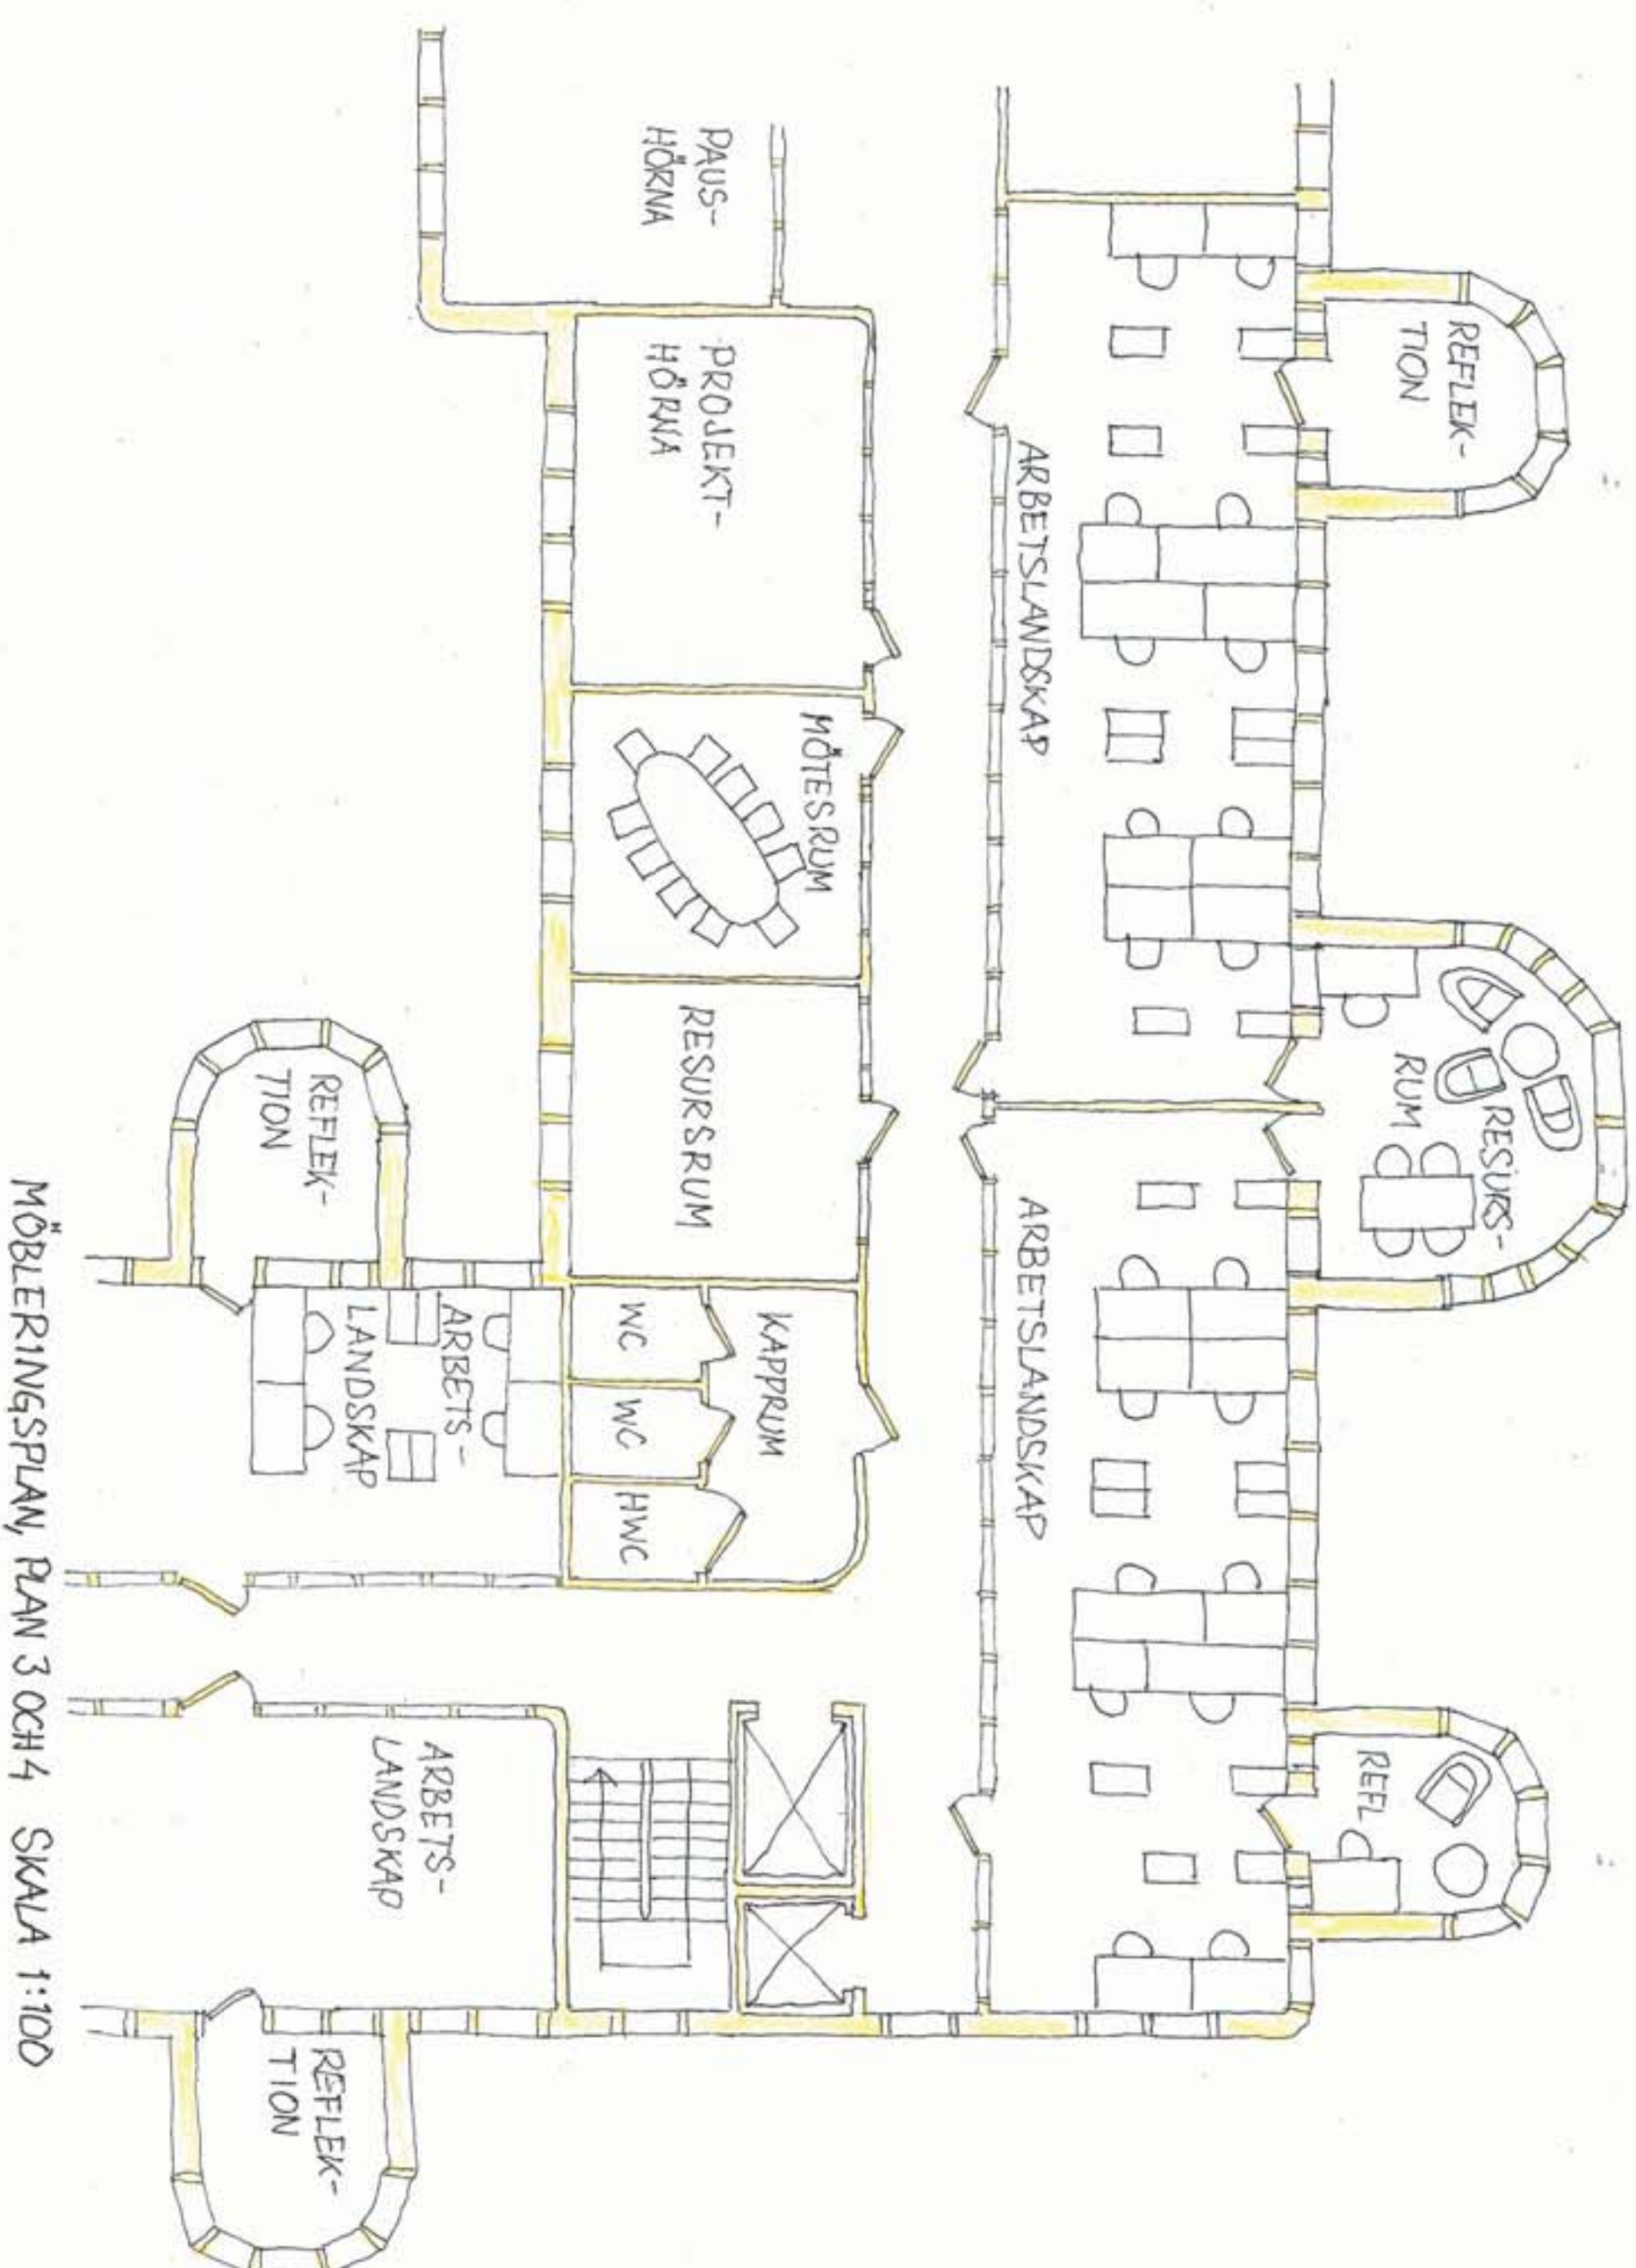 REFLEK-
TION
RESURS-
RUM
REFL
ARBETSLANDSKAP
ARBETSLANDSKAP
PAUS-
HÖRNA
PROJEKT-
HÖRNA
MÖTESRUM
RESURSRUM
KAPPRUM
WC
WC
HWC
REFLEK-
TION
ARBETS-
LANDSKAP
ARBETS-
LANDSKAP
REFLEK-
TION
MÖBLERINGSPLAN, PLAN 3 OCH 4 SKALA 1:100